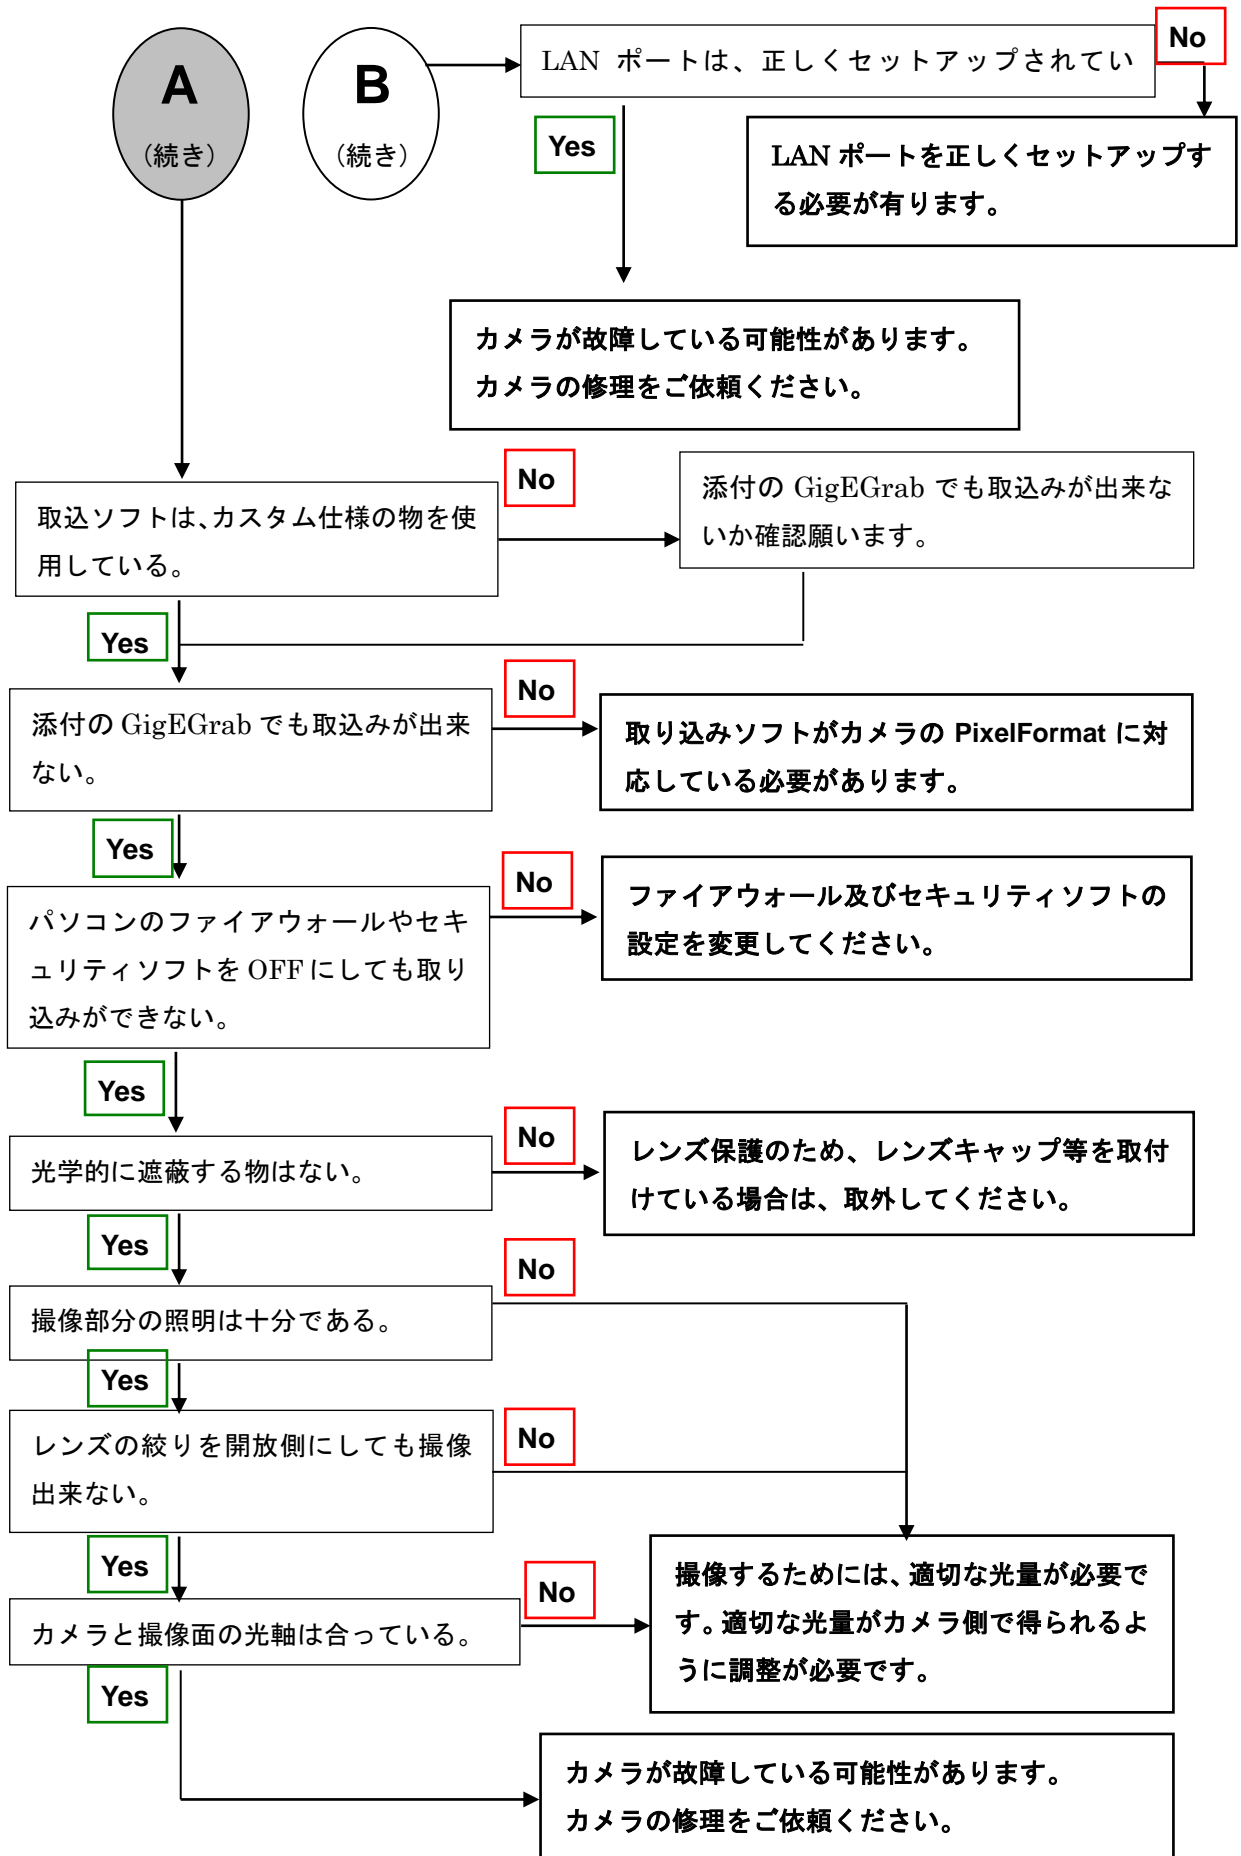 A
(続き)
B
(続き)
LAN ポートは、正しくセットアップされてい
No
Yes
LAN ポートを正しくセットアップす
る必要が有ります。
カメラが故障している可能性があります。
カメラの修理をご依頼ください。
取込ソフトは、カスタム仕様の物を使
用している。
No
添付の GigEGrab でも取込みが出来な
いか確認願います。
Yes
添付の GigEGrab でも取込みが出来
ない。
No
取り込みソフトがカメラの PixelFormat に対
応している必要があります。
Yes
パソコンのファイアウォールやセキ
ュリティソフトを OFF にしても取り
込みができない。
No
ファイアウォール及びセキュリティソフトの
設定を変更してください。
Yes
光学的に遮蔽する物はない。
No
レンズ保護のため、レンズキャップ等を取付
けている場合は、取外してください。
Yes
撮像部分の照明は十分である。
No
Yes
レンズの絞りを開放側にしても撮像
出来ない。
No
Yes
カメラと撮像面の光軸は合っている。
No
撮像するためには、適切な光量が必要で
す。適切な光量がカメラ側で得られるよ
うに調整が必要です。
Yes
カメラが故障している可能性があります。
カメラの修理をご依頼ください。